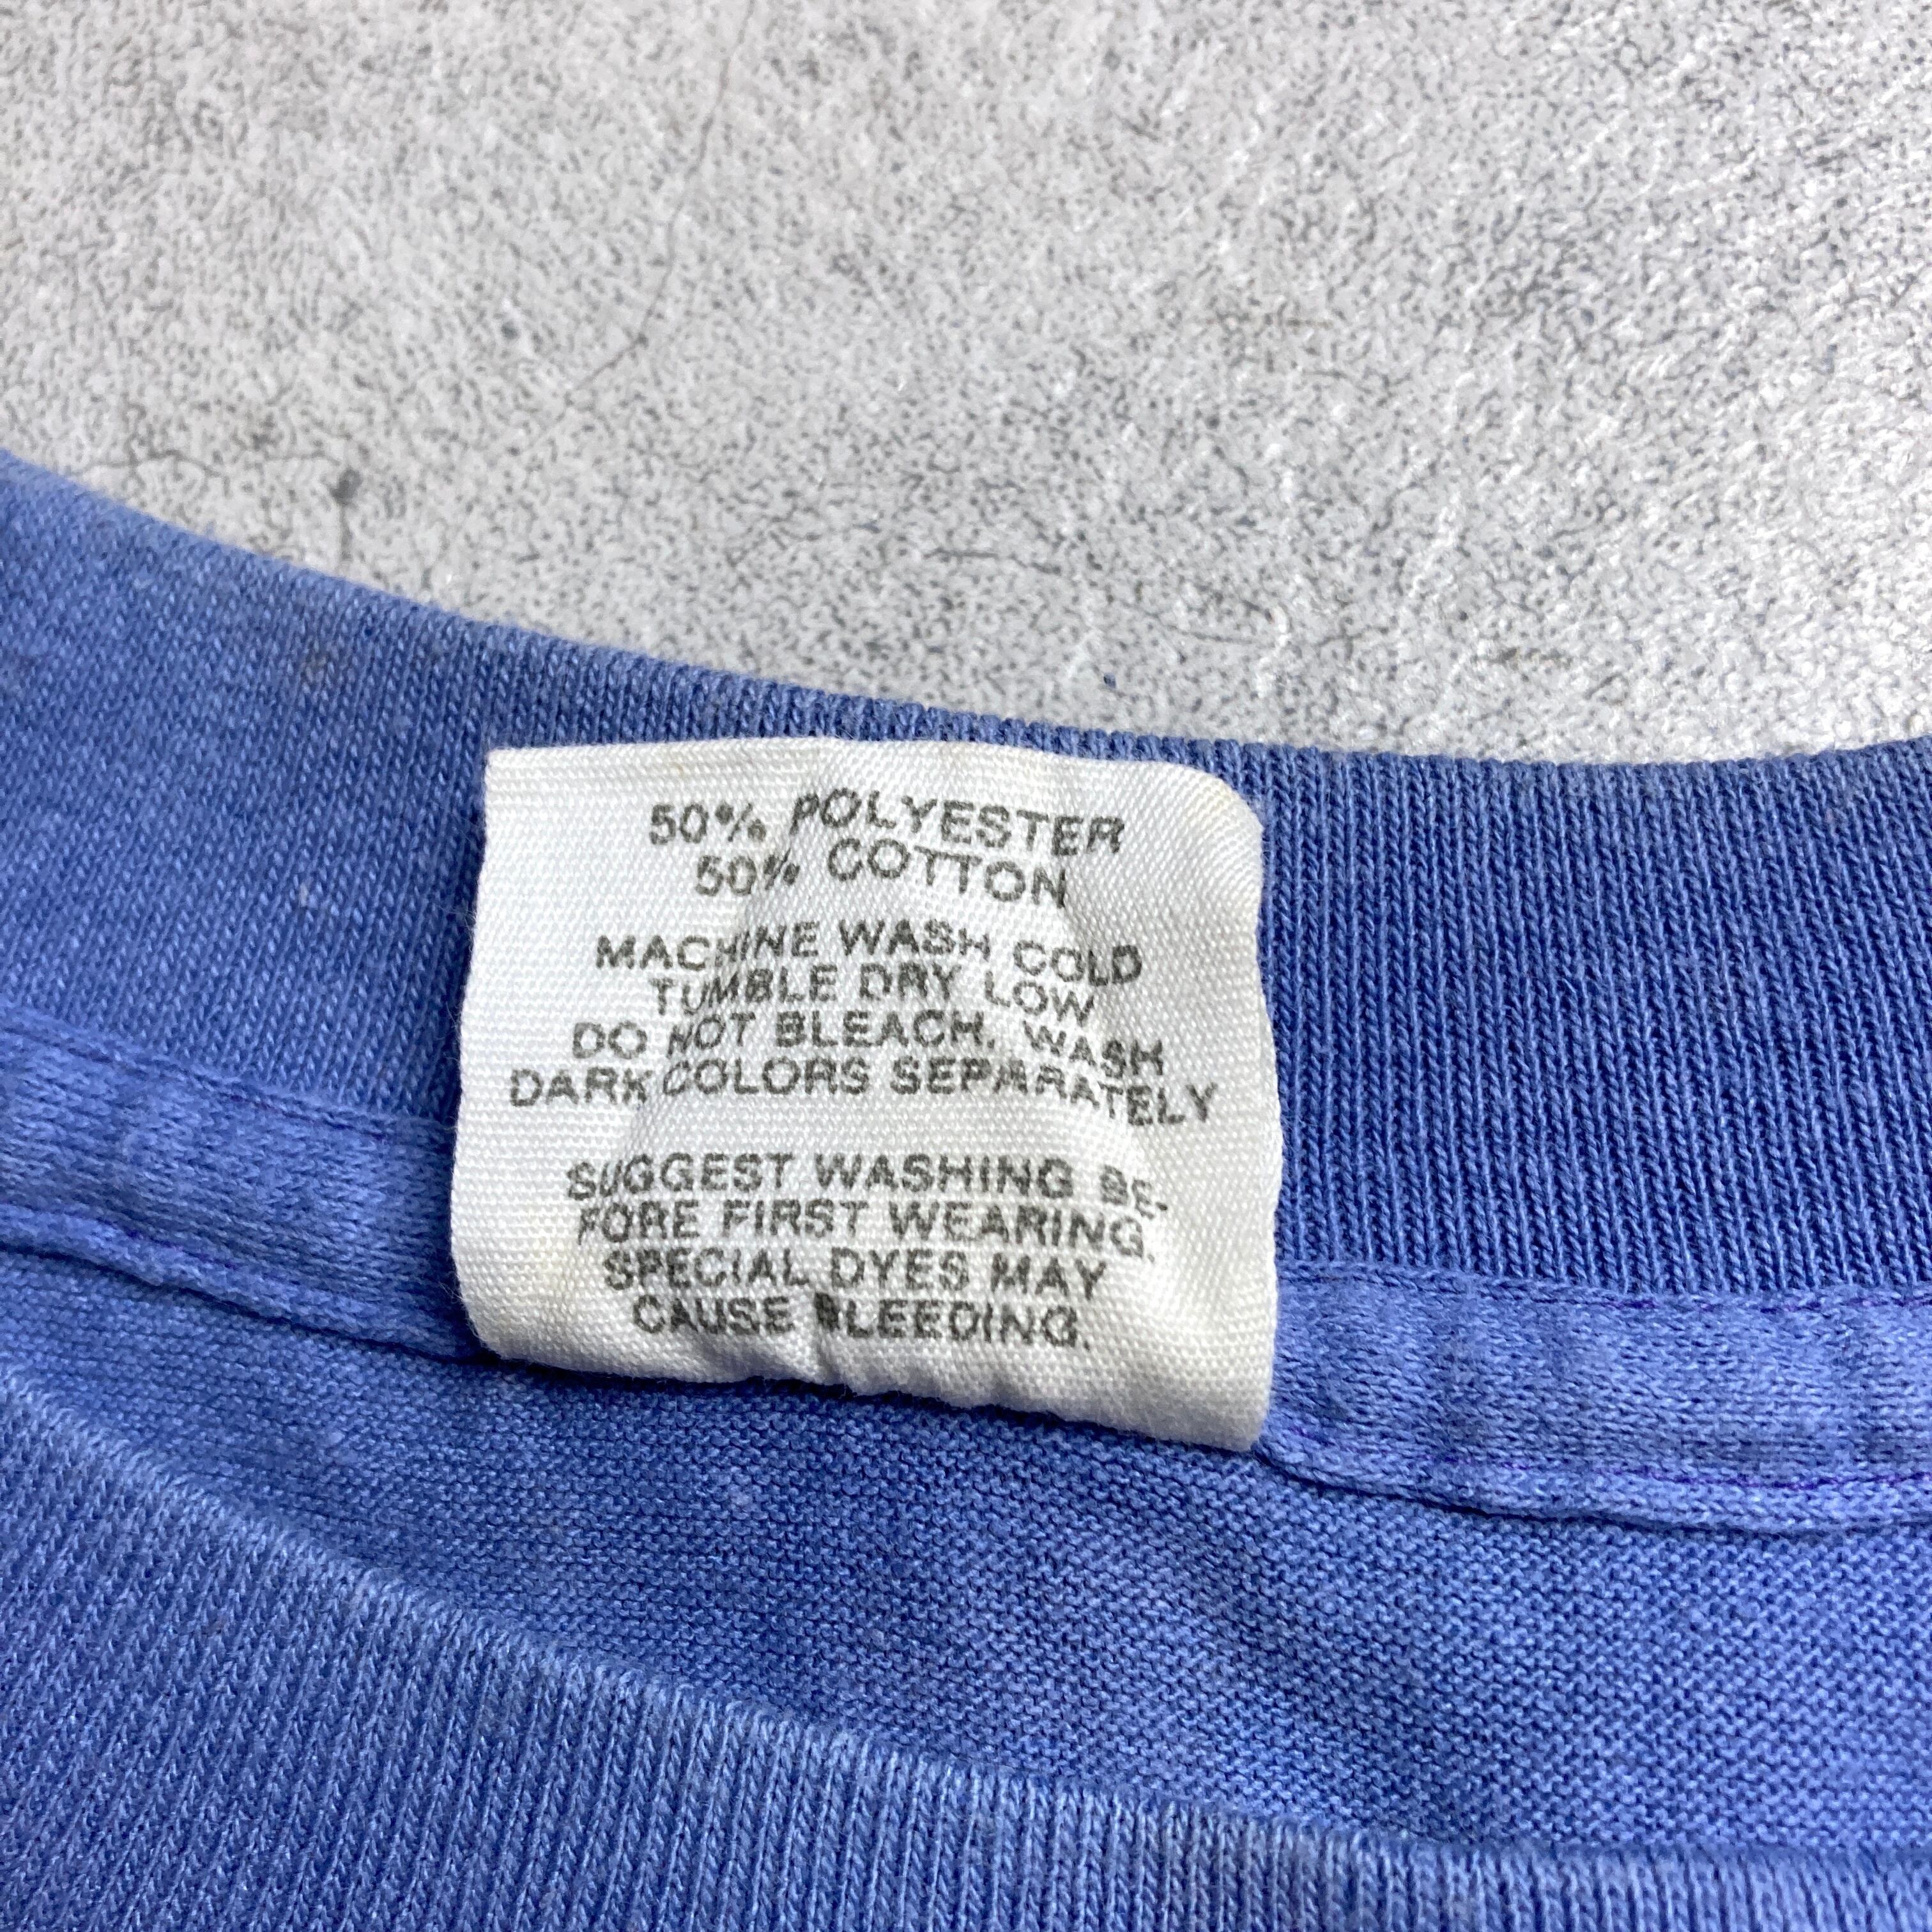 50% POLYESTER
50% COTTON
MACHINE WASH COLD
TUMBLE DRY LOW
DO NOT BLEACH. WASH
DARK COLORS SEPARATELY
SUGGEST WASHING BE-
FORE FIRST WEARING.
SPECIAL DYES MAY
CAUSE BLEEDING.